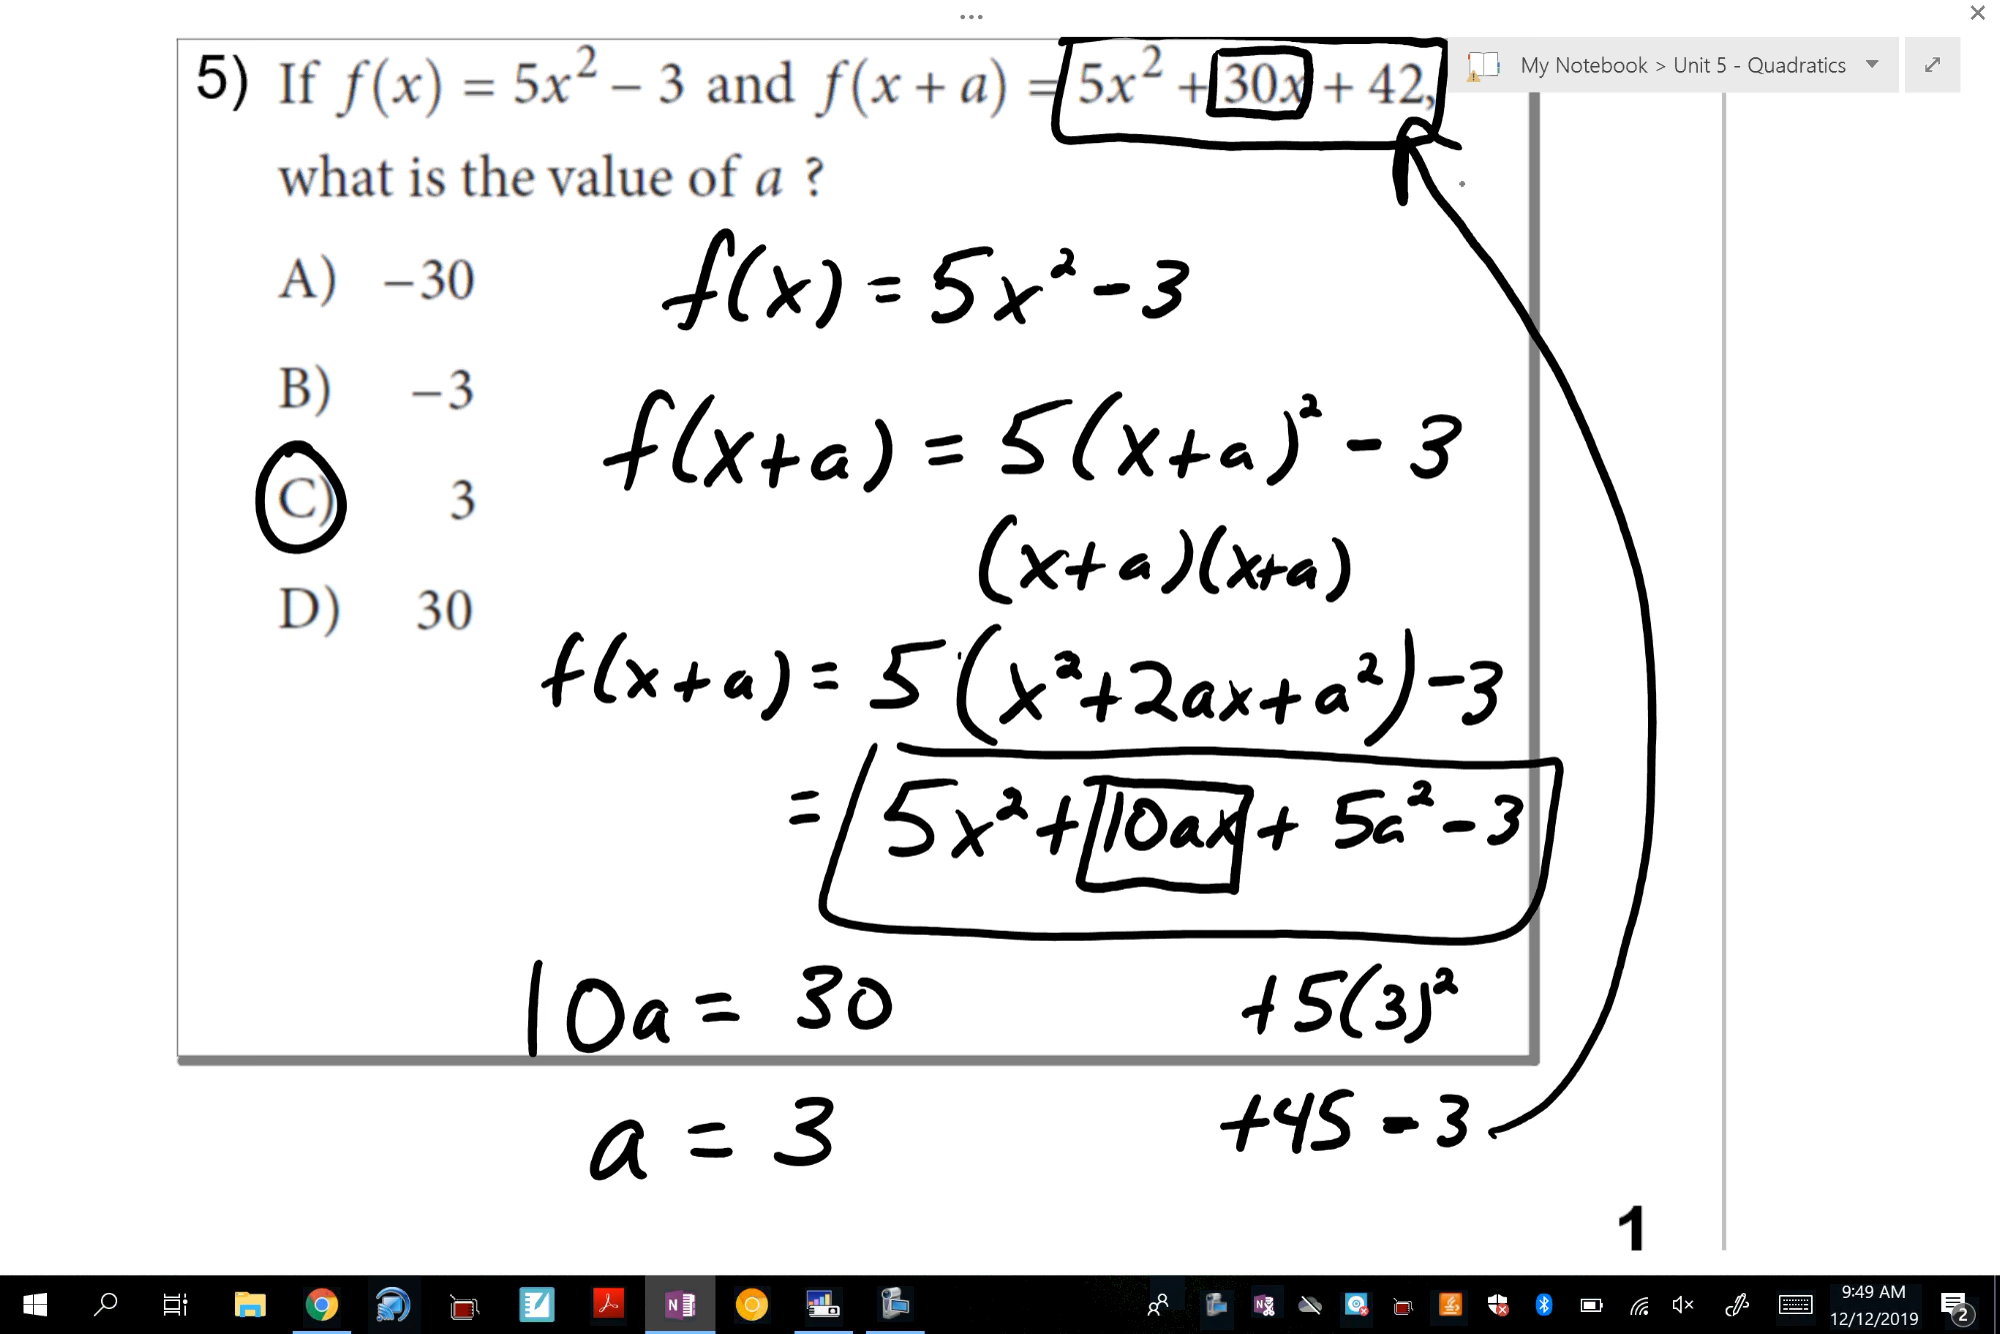 ...
My Notebook > Unit 5 - Quadratics
5) If f(x) = 5x² – 3 and f(x + a) = 5x² + 30x + 42,
what is the value of a ?
A) –30
B) –3
C) 3
D) 30
f(x) = 5x² - 3
f(x+a) = 5(x+a)² - 3
(x+a)(x+a)
f(x+a) = 5(x²+2ax+a²)-3
= 5x²+10ax+ 5a²-3
10a = 30
+5(3)²
a = 3
+45 - 3
1
N
9:49 AM
12/12/2019
2